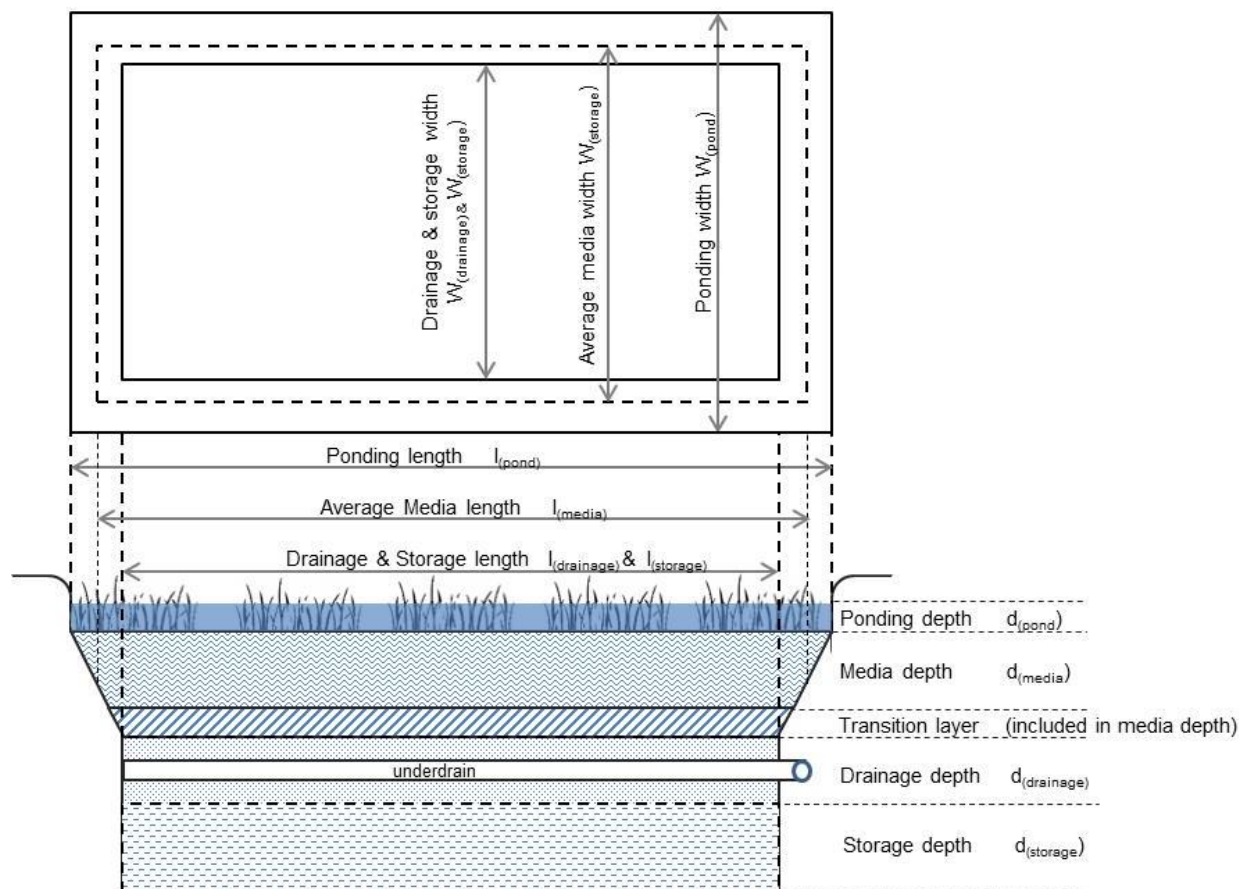 Drainage & storage width
W(drainage)& W(storage)
Average media width W(storage)
Ponding width W(pond)
Ponding length l(pond)
Average Media length l(media)
Drainage & Storage length l(drainage) & l(storage)
Ponding depth d(pond)
Media depth d(media)
Transition layer (included in media depth)
underdrain
Drainage depth d(drainage)
Storage depth d(storage)